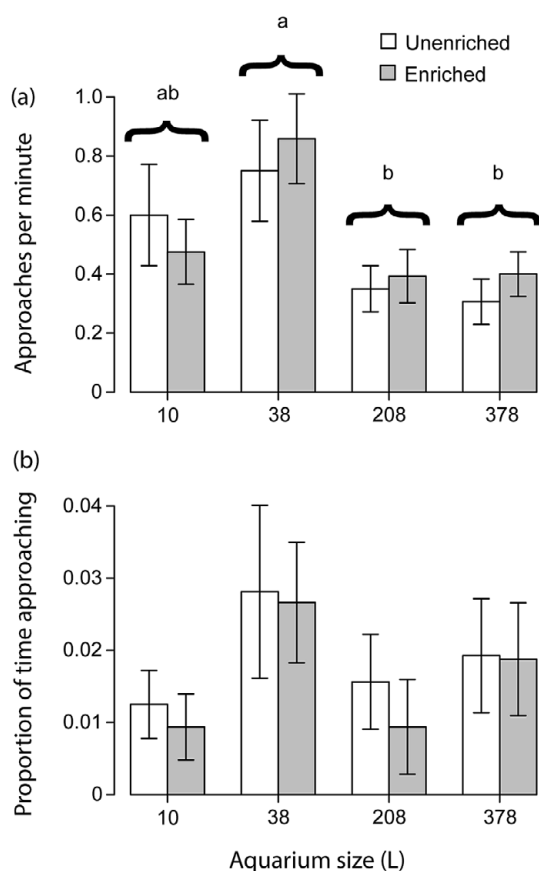 a
Unenriched
Enriched
(a)
ab
b
b
Approaches per minute
1.0
0.8
0.6
0.4
0.2
0
10
38
208
378
(b)
Proportion of time approaching
0.04
0.03
0.02
0.01
0
10
38
208
378
Aquarium size (L)